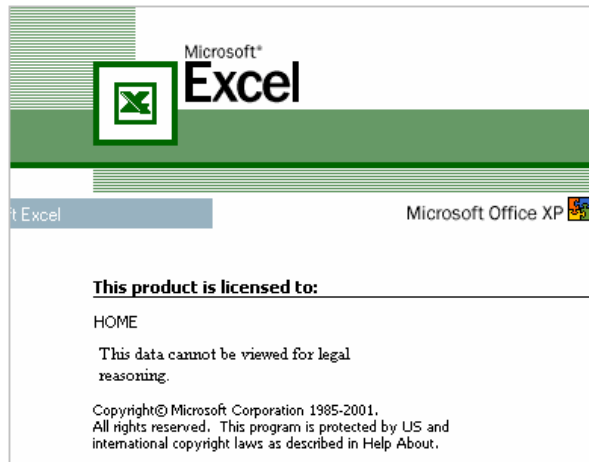 Microsoft®
Excel
t Excel
Microsoft Office XP
This product is licensed to:
HOME
This data cannot be viewed for legal
reasoning.
Copyright© Microsoft Corporation 1985-2001.
All rights reserved. This program is protected by US and
international copyright laws as described in Help About.